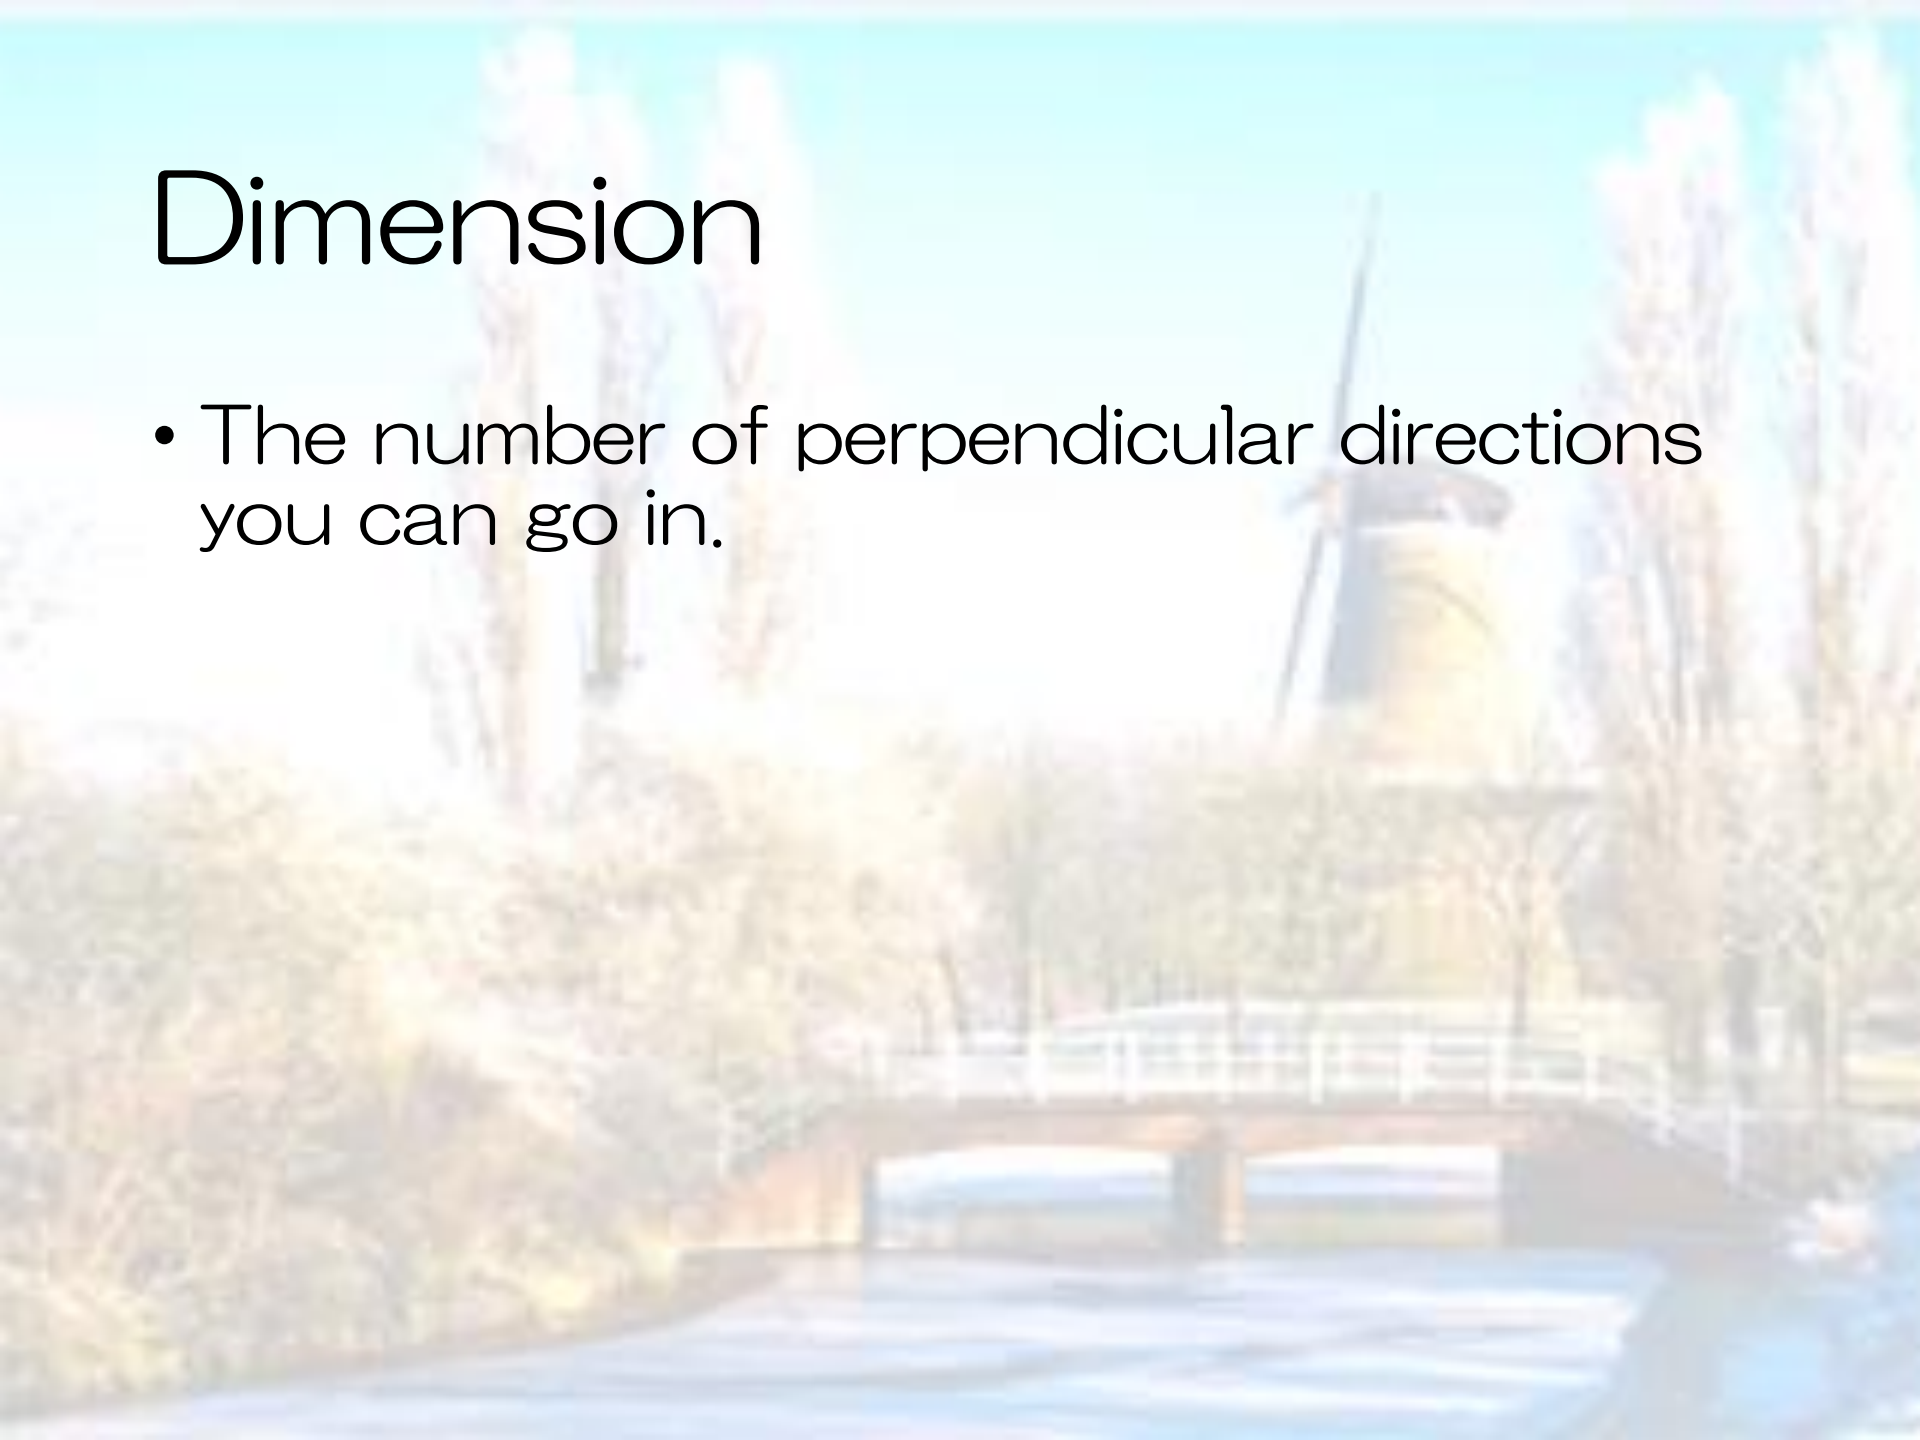 Dimension
• The number of perpendicular directions
you can go in.